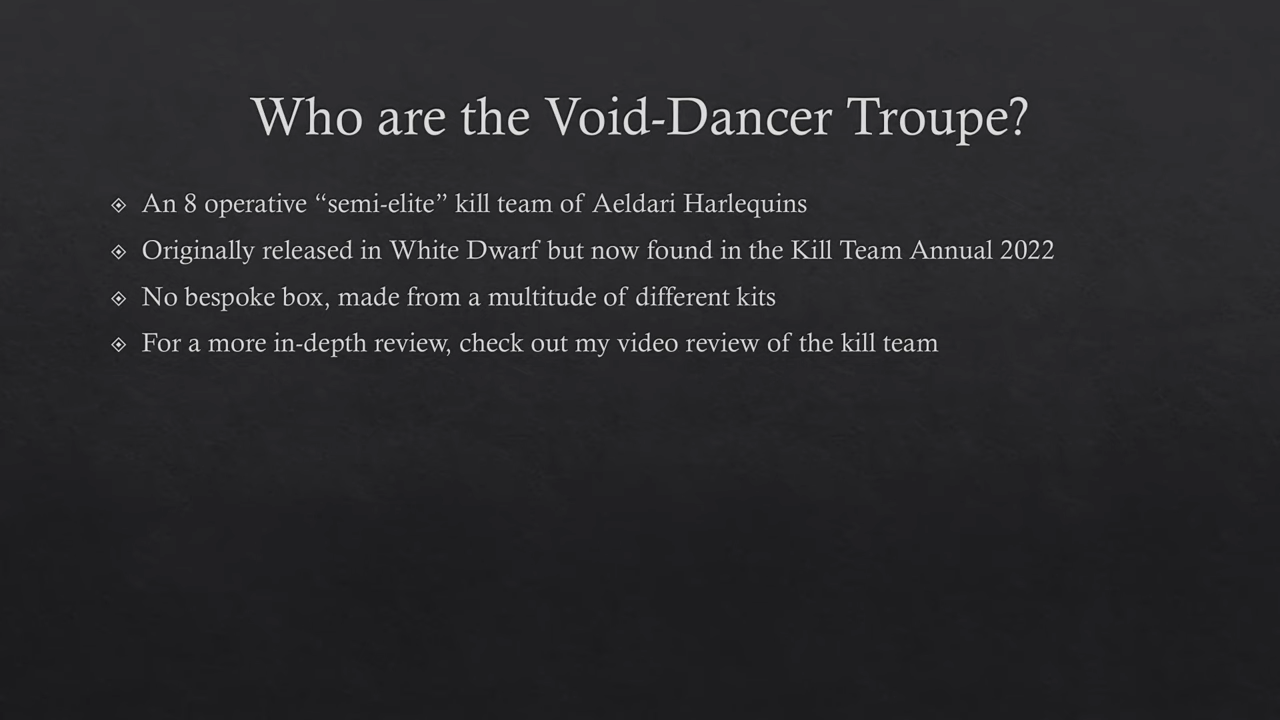 Who are the Void-Dancer Troupe?
An 8 operative “semi-elite” kill team of Aeldari Harlequins
Originally released in White Dwarf but now found in the Kill Team Annual 2022
No bespoke box, made from a multitude of different kits
For a more in-depth review, check out my video review of the kill team